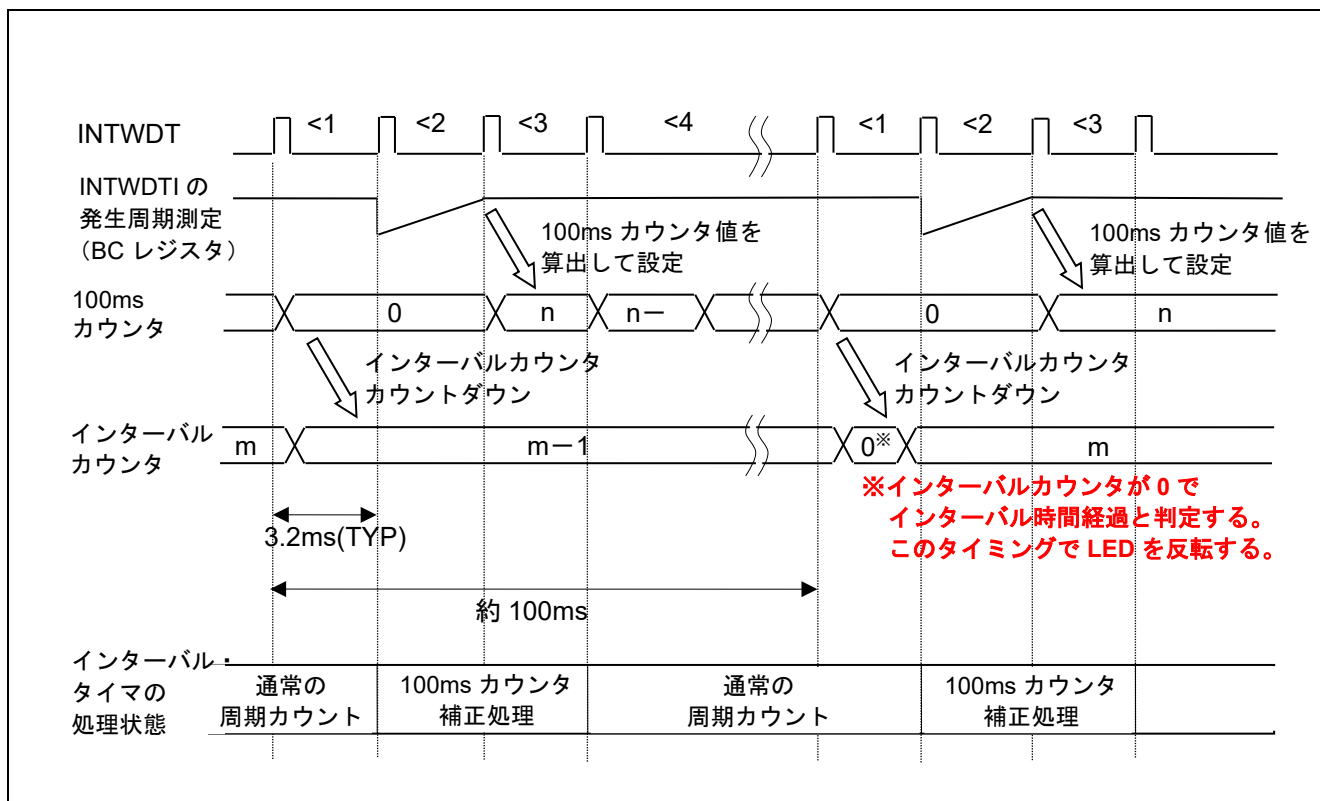 INTWDT
<1
<2
<3
<4
<1
<2
<3
INTWDTI の
発生周期測定
（BC レジスタ）
100ms カウンタ値を
算出して設定
100ms カウンタ値を
算出して設定
100ms
カウンタ
0
n
n－
0
n
インターバルカウンタ
カウントダウン
インターバルカウンタ
カウントダウン
インターバル
カウンタ
m
m－1
0※
m
※インターバルカウンタが 0 で
インターバル時間経過と判定する。
このタイミングで LED を反転する。
3.2ms(TYP)
約 100ms
インターバル・
タイマの
処理状態
通常の
周期カウント
100ms カウンタ
補正処理
通常の
周期カウント
100ms カウンタ
補正処理